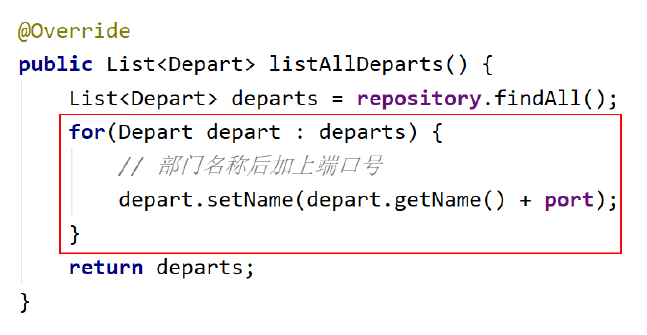 @Override
public List<Depart> listAllDeparts() {
    List<Depart> departs = repository.findAll();
    for(Depart depart : departs) {
        // 部门名称后加上端口号
        depart.setName(depart.getName() + port);
    }
    return departs;
}